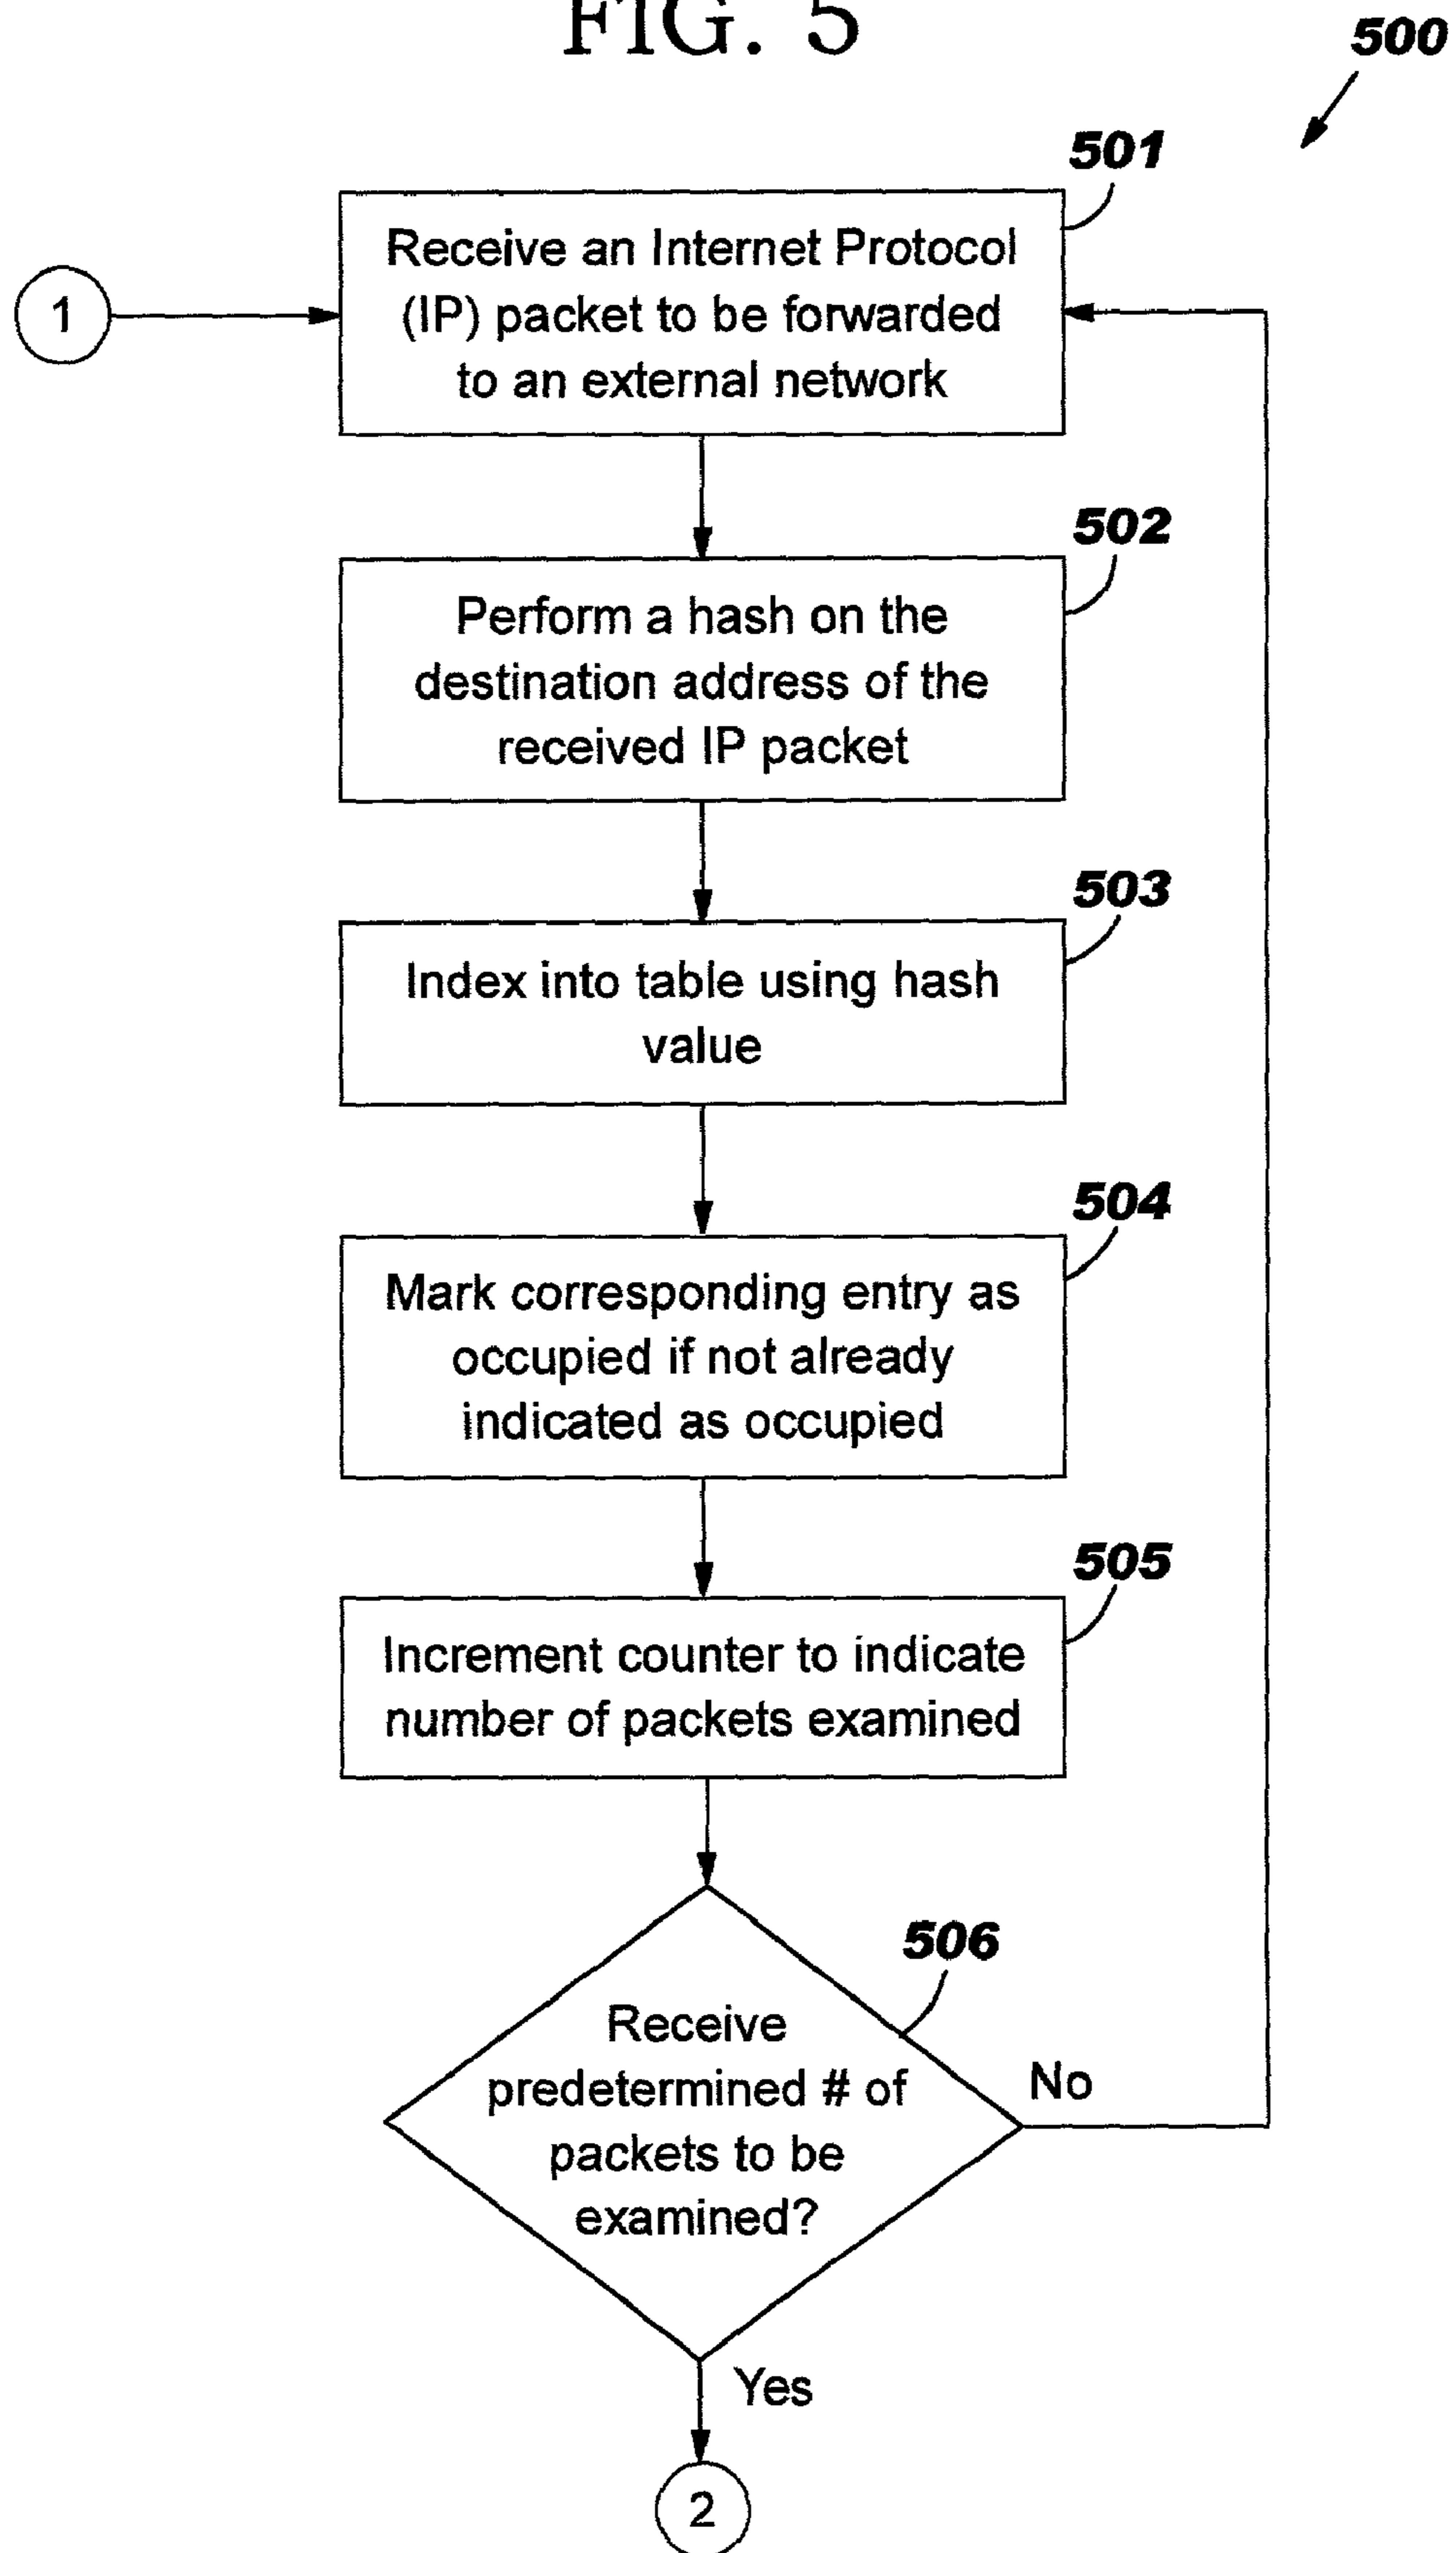 FIG. 5
500
501
Receive an Internet Protocol
(IP) packet to be forwarded
to an external network
1
502
Perform a hash on the
destination address of the
received IP packet
503
Index into table using hash
value
504
Mark corresponding entry as
occupied if not already
indicated as occupied
505
Increment counter to indicate
number of packets examined
506
Receive
predetermined # of
packets to be
examined?
No
Yes
2